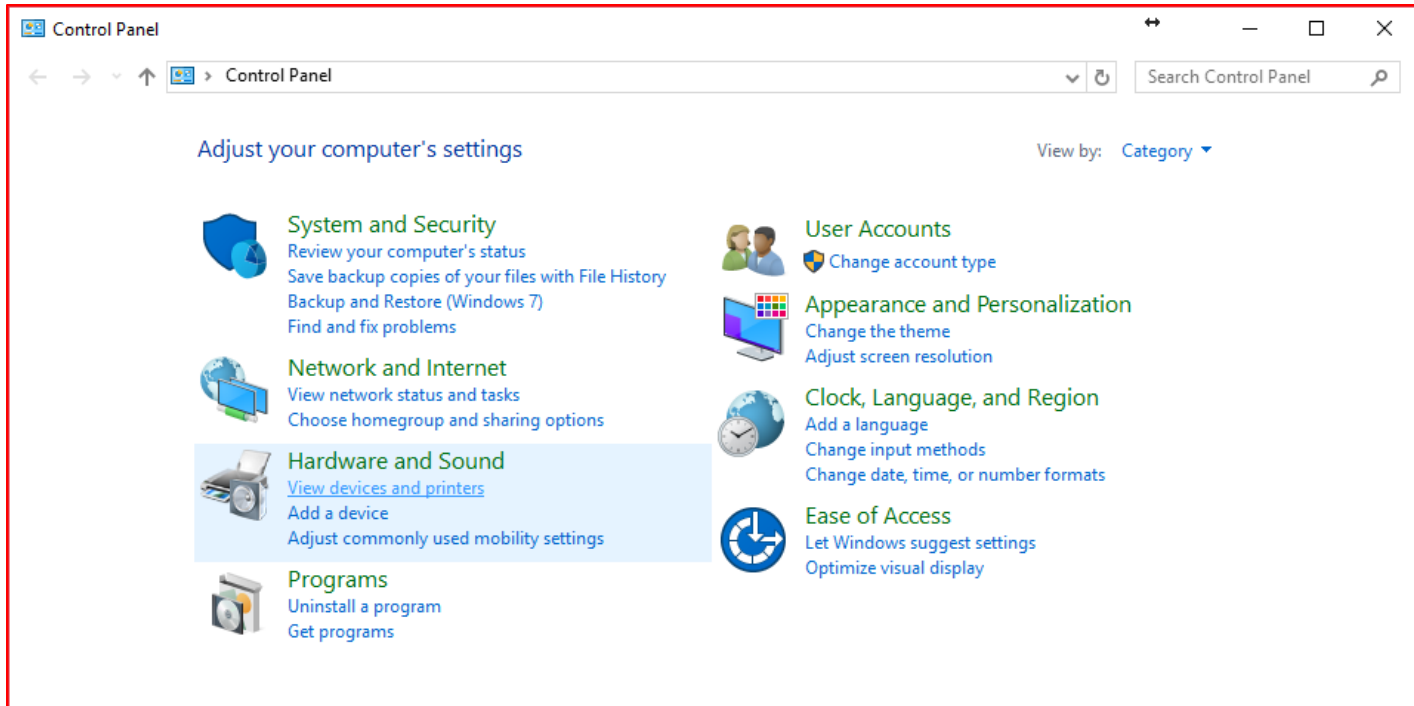 Control Panel
Control Panel
Search Control Panel
Adjust your computer's settings
View by: Category
System and Security
Review your computer's status
Save backup copies of your files with File History
Backup and Restore (Windows 7)
Find and fix problems
Network and Internet
View network status and tasks
Choose homegroup and sharing options
Hardware and Sound
View devices and printers
Add a device
Adjust commonly used mobility settings
Programs
Uninstall a program
Get programs
User Accounts
Change account type
Appearance and Personalization
Change the theme
Adjust screen resolution
Clock, Language, and Region
Add a language
Change input methods
Change date, time, or number formats
Ease of Access
Let Windows suggest settings
Optimize visual display